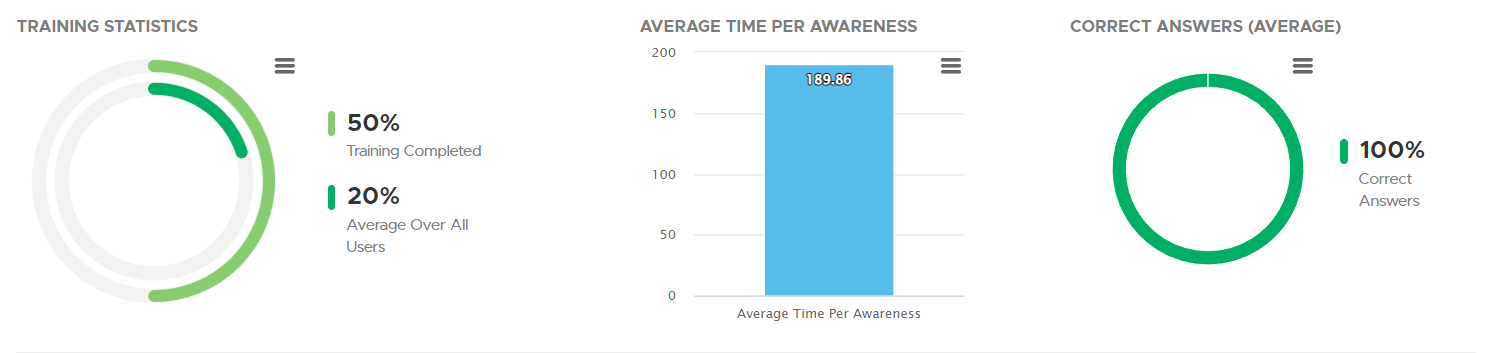 TRAINING STATISTICS
50%
Training Completed
20%
Average Over All
Users
AVERAGE TIME PER AWARENESS
200
189.86
150
100
50
0
Average Time Per Awareness
CORRECT ANSWERS (AVERAGE)
100%
Correct
Answers